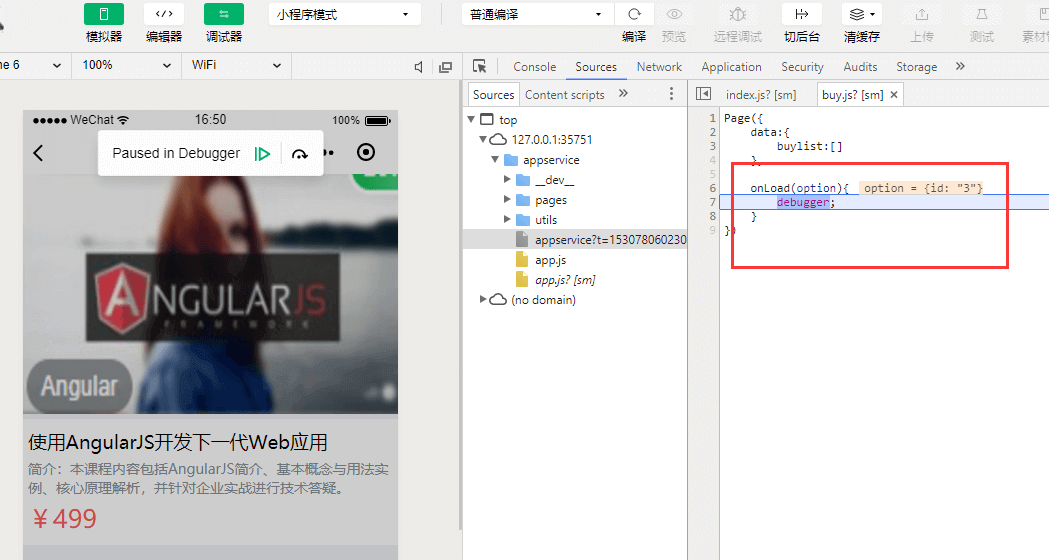 小程序模式
普通编译
模拟器 编辑器 调试器 编译 预览 远程调试 切后台 清缓存 上传 测试 素材
ne 6 100% WiFi
Console Sources Network Application Security Audits Storage »
Sources Content scripts »
index.js? [sm] buy.js? [sm] ×
WeChat 16:50 100%
Paused in Debugger
ANGULARJS
FRAMEWORK
Angular
使用AngularJS开发下一代Web应用
简介：本课程内容包括AngularJS简介、基本概念与用法实
例、核心原理解析，并针对企业实战进行技术答疑。
￥499
top
127.0.0.1:35751
appservice
__dev__
pages
utils
appservice?t=153078060230
app.js
app.js? [sm]
(no domain)
1 Page({
2 data:{
3 buylist:[]
4 },
5
6 onLoad(option){ option = {id: "3"}
7 debugger;
8 }
9 })